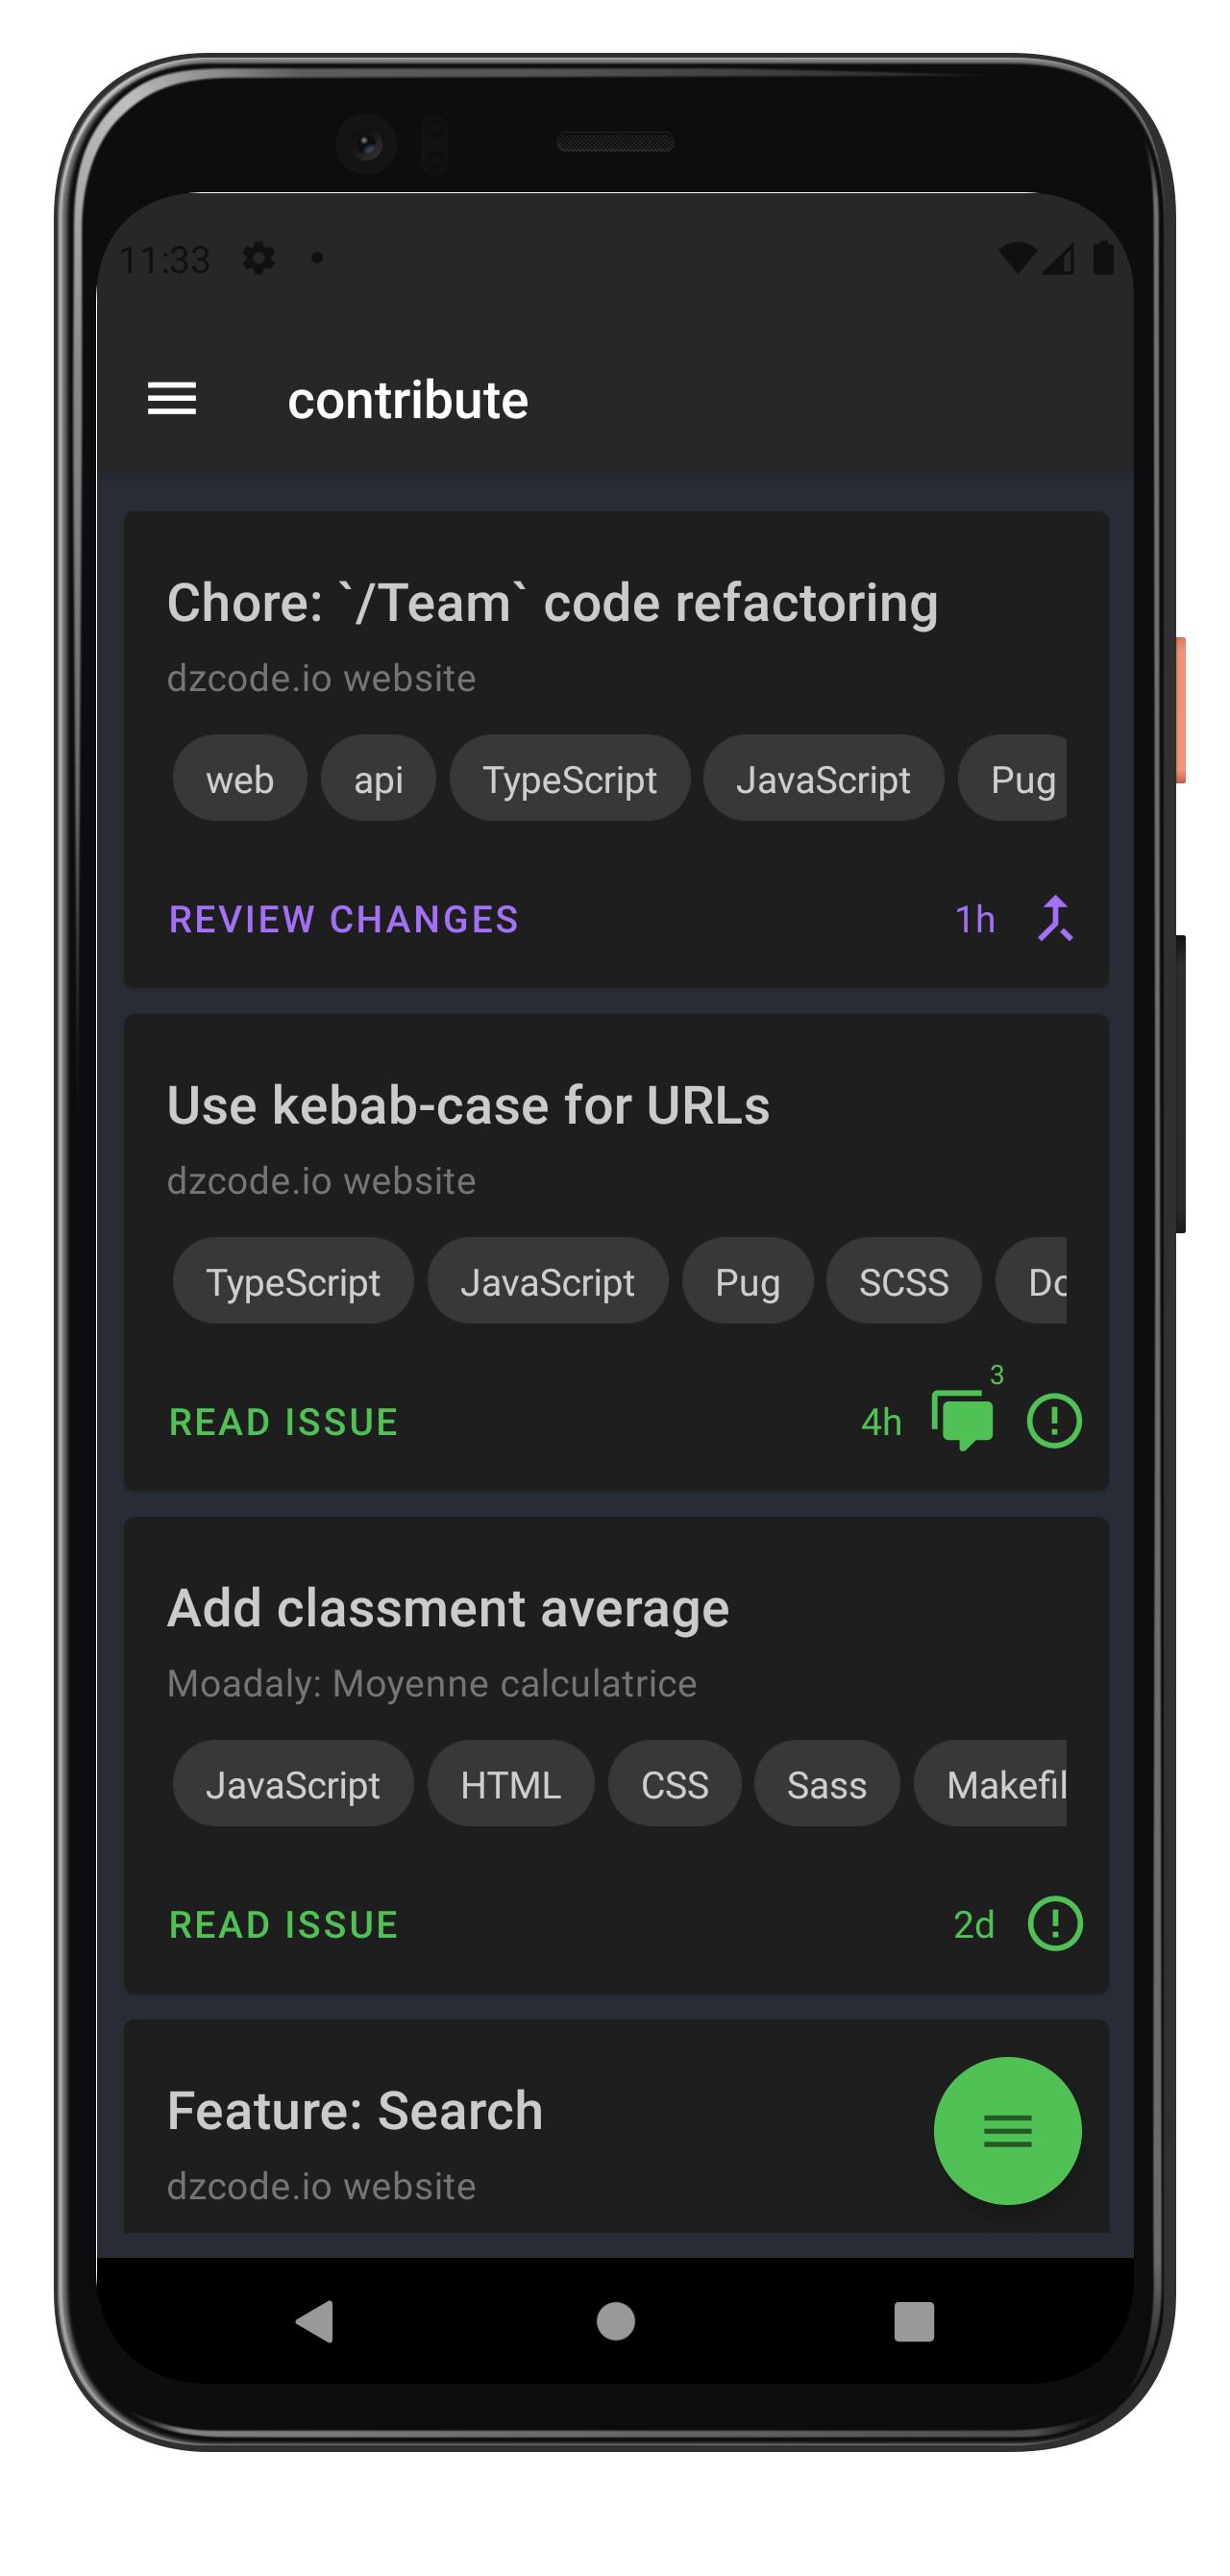 11:33
contribute
Chore: `/Team` code refactoring
dzcode.io website
web api TypeScript JavaScript Pug
REVIEW CHANGES 1h
Use kebab-case for URLs
dzcode.io website
TypeScript JavaScript Pug SCSS Do
3
READ ISSUE 4h
Add classment average
Moadaly: Moyenne calculatrice
JavaScript HTML CSS Sass Makefil
READ ISSUE 2d
Feature: Search
dzcode.io website